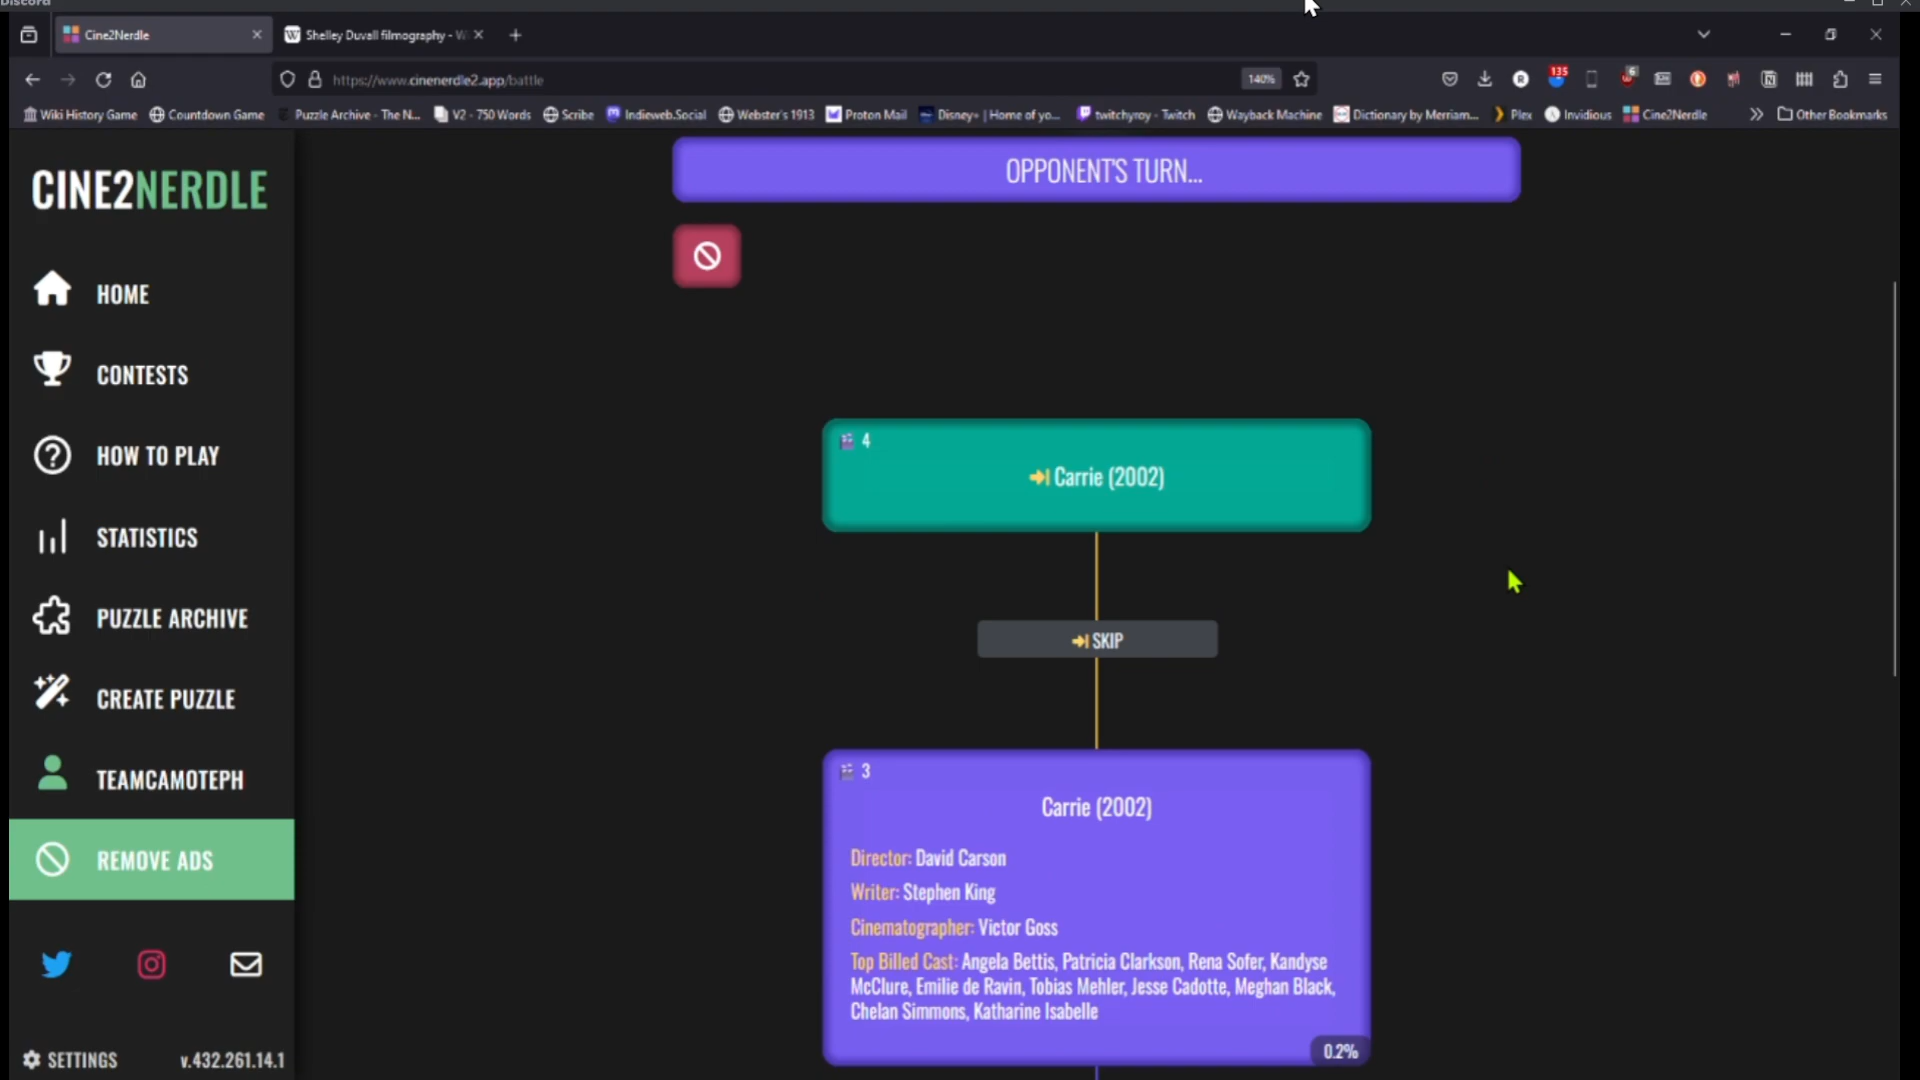 Discord
Cine2Nerdle
Shelley Duvall filmography - W
https://www.cinenerdle2.app/battle
140%
135
6
Wiki History Game
Countdown Game
Puzzle Archive - The N...
V2 - 750 Words
Scribe
Indieweb.Social
Webster's 1913
Proton Mail
Disney+ | Home of yo...
twitchyroy - Twitch
Wayback Machine
Dictionary by Merriam...
Plex
Invidious
Cine2Nerdle
Other Bookmarks
CINE2NERDLE
HOME
CONTESTS
HOW TO PLAY
STATISTICS
PUZZLE ARCHIVE
CREATE PUZZLE
TEAMCAMOTEPH
REMOVE ADS
SETTINGS
v.432.261.14.1
OPPONENT'S TURN...
4
Carrie (2002)
SKIP
3
Carrie (2002)
Director: David Carson
Writer: Stephen King
Cinematographer: Victor Goss
Top Billed Cast: Angela Bettis, Patricia Clarkson, Rena Sofer, Kandyse
McClure, Emilie de Ravin, Tobias Mehler, Jesse Cadotte, Meghan Black,
Chelan Simmons, Katharine Isabelle
0.2%